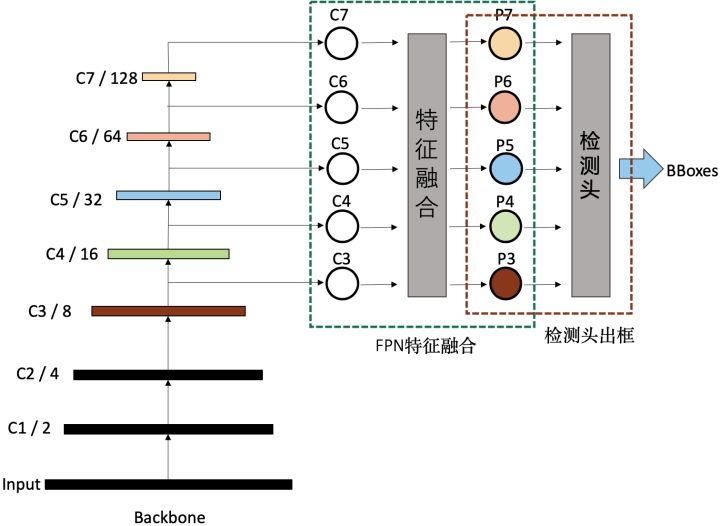 C7 / 128
C6 / 64
C5 / 32
C4 / 16
C3 / 8
C2 / 4
C1 / 2
Input
Backbone
C7
C6
C5
C4
C3
特征融合
FPN特征融合
P7
P6
P5
P4
P3
检测头
检测头出框
BBoxes